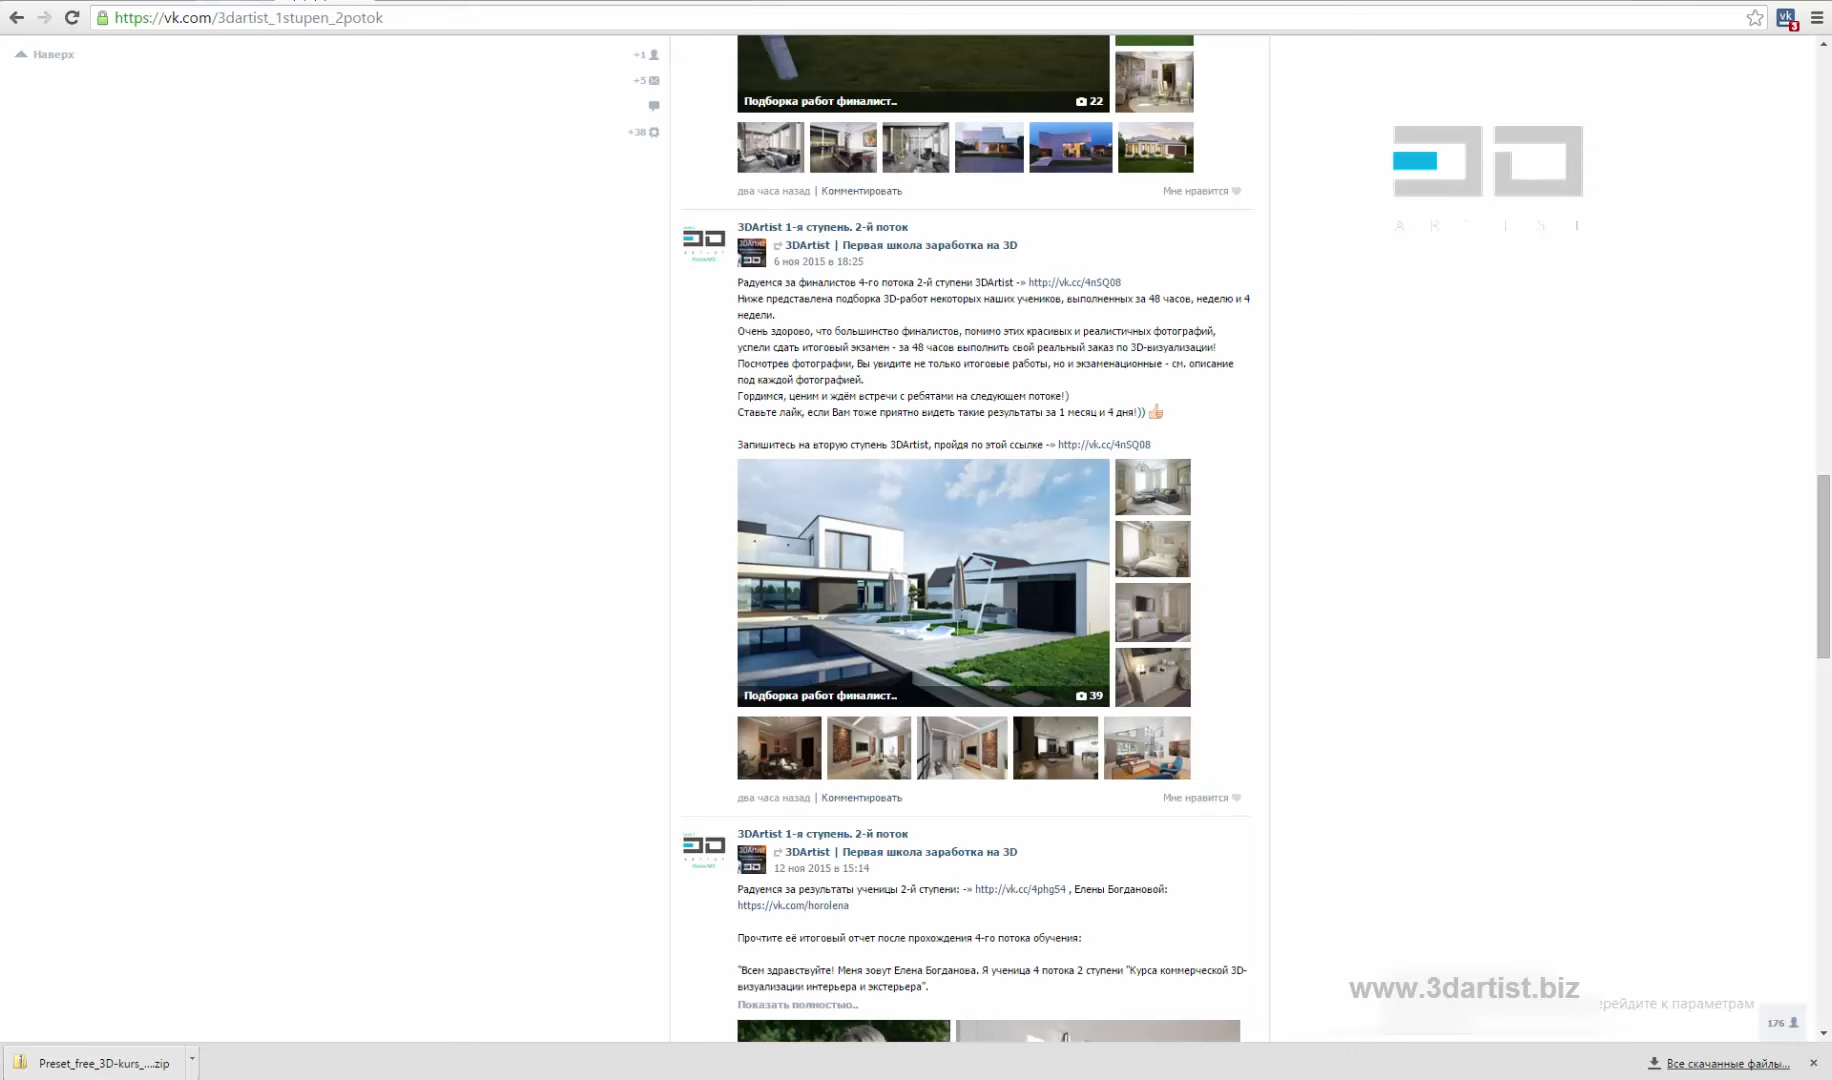 https://vk.com/3dartist_1stupen_2potok
Наверх
+1
+5
+38
Подборка работ финалист..
22
два часа назад | Комментировать
Мне нравится
3DArtist 1-я ступень. 2-й поток
3DArtist | Первая школа заработка на 3D
6 ноя 2015 в 18:25
Радуемся за финалистов 4-го потока 2-й ступени 3DArtist -» http://vk.cc/4nSQ08
Ниже представлена подборка 3D-работ некоторых наших учеников, выполненных за 48 часов, неделю и 4
недели.
Очень здорово, что большинство финалистов, помимо этих красивых и реалистичных фотографий,
успели сдать итоговый экзамен - за 48 часов выполнить свой реальный заказ по 3D-визуализации!
Посмотрев фотографии, Вы увидите не только итоговые работы, но и экзаменационные - см. описание
под каждой фотографией.
Гордимся, ценим и ждём встречи с ребятами на следующем потоке!)
Ставьте лайк, если Вам тоже приятно видеть такие результаты за 1 месяц и 4 дня!))
Запишитесь на вторую ступень 3DArtist, пройдя по этой ссылке -» http://vk.cc/4nSQ08
Подборка работ финалист..
39
два часа назад | Комментировать
Мне нравится
3DArtist 1-я ступень. 2-й поток
3DArtist | Первая школа заработка на 3D
12 ноя 2015 в 15:14
Радуемся за результаты ученицы 2-й ступени: -» http://vk.cc/4phg54 , Елены Богдановой:
https://vk.com/horolena
Прочтите её итоговый отчет после прохождения 4-го потока обучения:
"Всем здравствуйте! Меня зовут Елена Богданова. Я ученица 4 потока 2 ступени "Курса коммерческой 3D-
визуализации интерьера и экстерьера".
Показать полностью..
www.3dartist.biz
ерейдите к параметрам
176
Preset_free_3D-kurs_....zip
Все скачанные файлы...